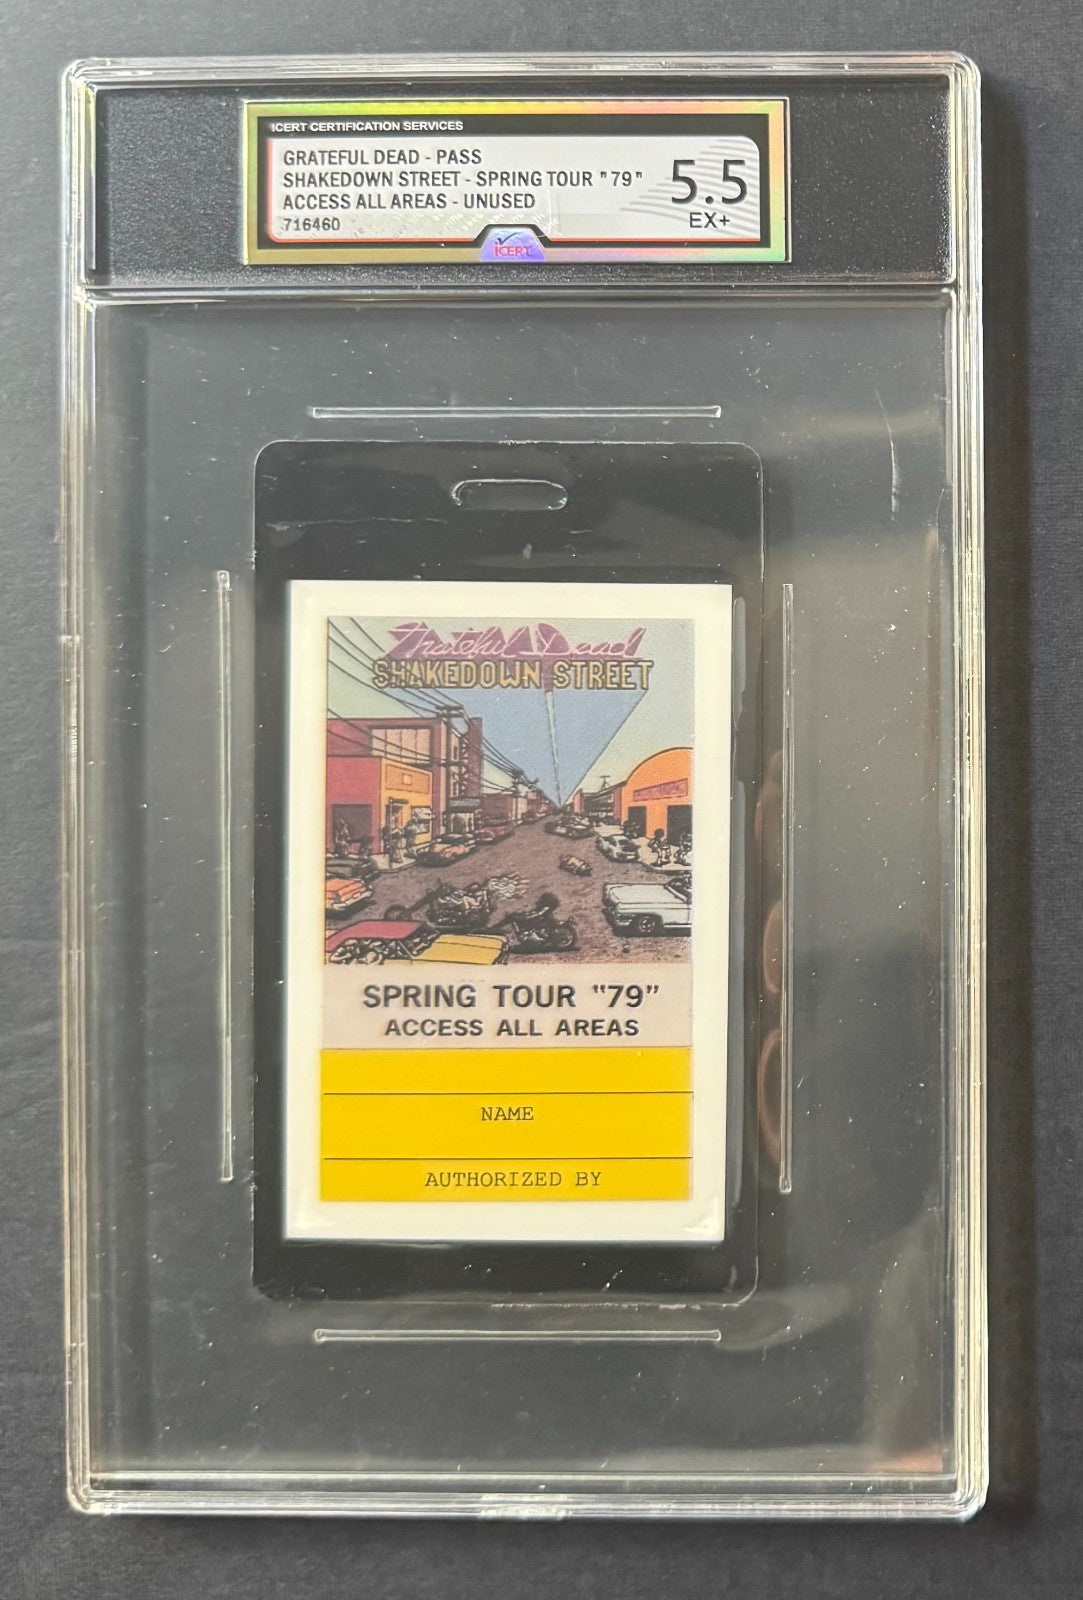 ICERT CERTIFICATION SERVICES
GRATEFUL DEAD - PASS
SHAKEDOWN STREET - SPRING TOUR "79"
ACCESS ALL AREAS - UNUSED
716460
5.5
EX+
iCERT
Grateful Dead
SHAKEDOWN STREET
SPRING TOUR "79"
ACCESS ALL AREAS
NAME
AUTHORIZED BY